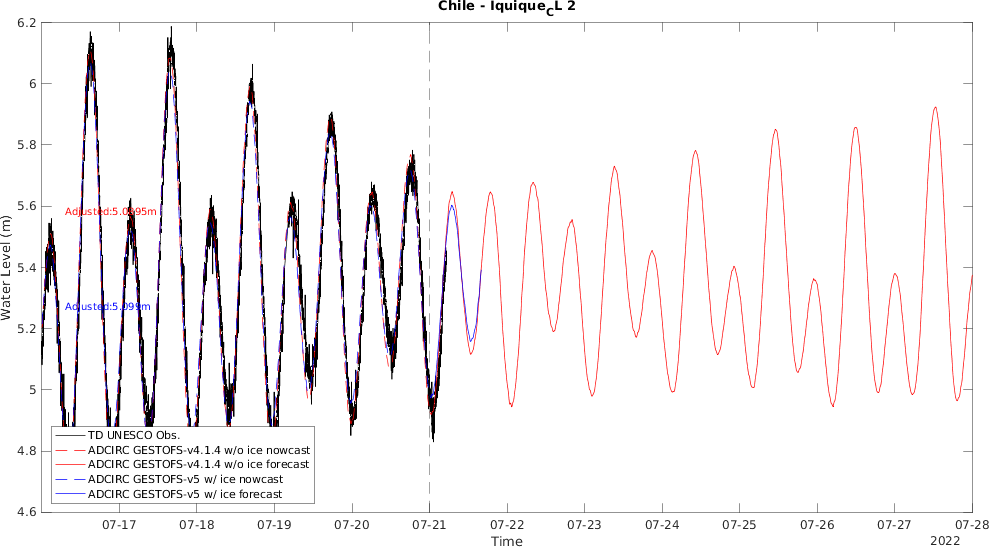 Chile - Iquique_CL 2
Water Level (m)
6.2
6
5.8
5.6
5.4
5.2
5
4.8
4.6
Adjusted:5.0995m
Adjusted:5.099m
TD UNESCO Obs.
ADCIRC GESTOFS-v4.1.4 w/o ice nowcast
ADCIRC GESTOFS-v4.1.4 w/o ice forecast
ADCIRC GESTOFS-v5 w/ ice nowcast
ADCIRC GESTOFS-v5 w/ ice forecast
07-17 07-18 07-19 07-20 07-21 07-22 07-23 07-24 07-25 07-26 07-27 07-28
Time
2022